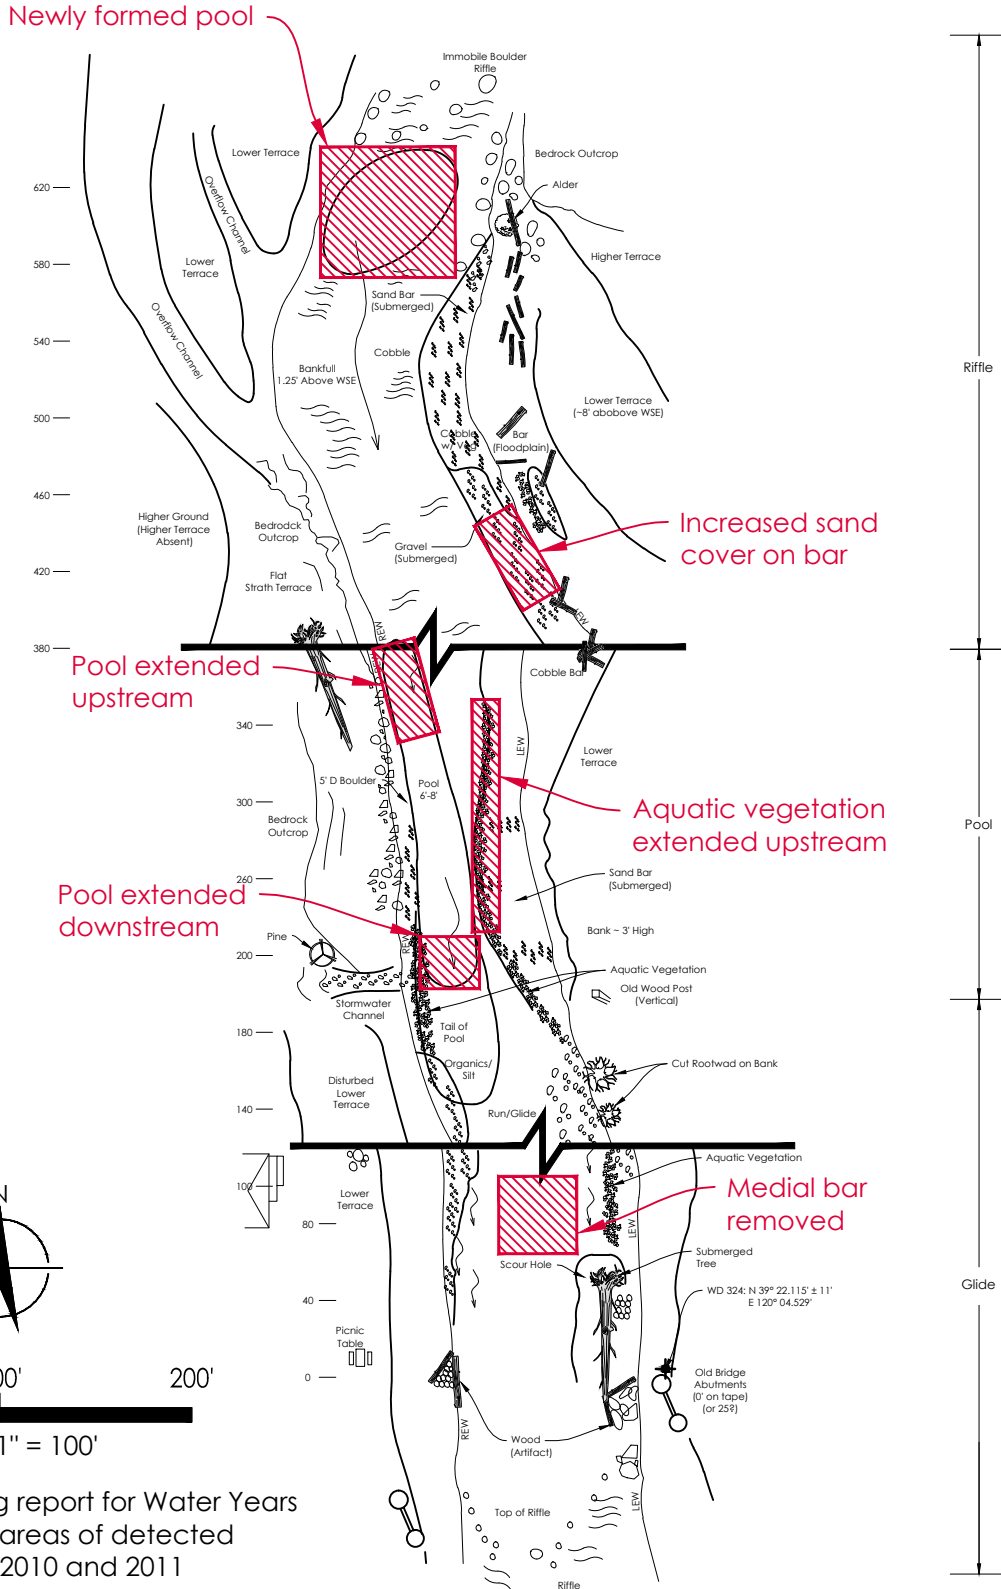 Newly formed pool
Immobile Boulder
Riffle
Lower Terrace
Bedrock Outcrop
Alder
620
Overflow Channel
Lower
Terrace
Higher Terrace
580
Sand Bar
(Submerged)
Overflow Channel
540
Cobble
Bankfull
1.25' Above WSE
Riffle
Lower Terrace
(~8' abobove WSE)
500
Cobble
w/ Veg
Bar
(Floodplain)
460
Higher Ground
(Higher Terrace
Absent)
Bedrodck
Outcrop
Increased sand
cover on bar
Gravel
(Submerged)
420
Flat
Strath Terrace
LEW
REW
380
Pool extended
upstream
Cobble Bar
340
LEW
Lower
Terrace
5' D Boulder
Pool
6'-8'
300
Bedrock
Outcrop
Aquatic vegetation
extended upstream
Pool
260
Sand Bar
(Submerged)
Pool extended
downstream
Pine
REW
Bank ~ 3' High
200
Aquatic Vegetation
Stormwater
Channel
Old Wood Post
(Vertical)
180
Tail of
Pool
Organics/
Silt
Cut Rootwad on Bank
Disturbed
Lower
Terrace
140
Run/Glide
Aquatic Vegetation
100
Lower
Terrace
Medial bar
removed
80
LEW
Scour Hole
Submerged
Tree
Glide
WD 324: N 39° 22.115' ± 11'
E 120° 04.529'
40
Picnic
Table
0
Old Bridge
Abutments
(0' on tape)
(or 25?)
REW
Wood
(Artifact)
LEW
Top of Riffle
Riffle
N
00'
200'
1" = 100'
g report for Water Years
areas of detected
2010 and 2011